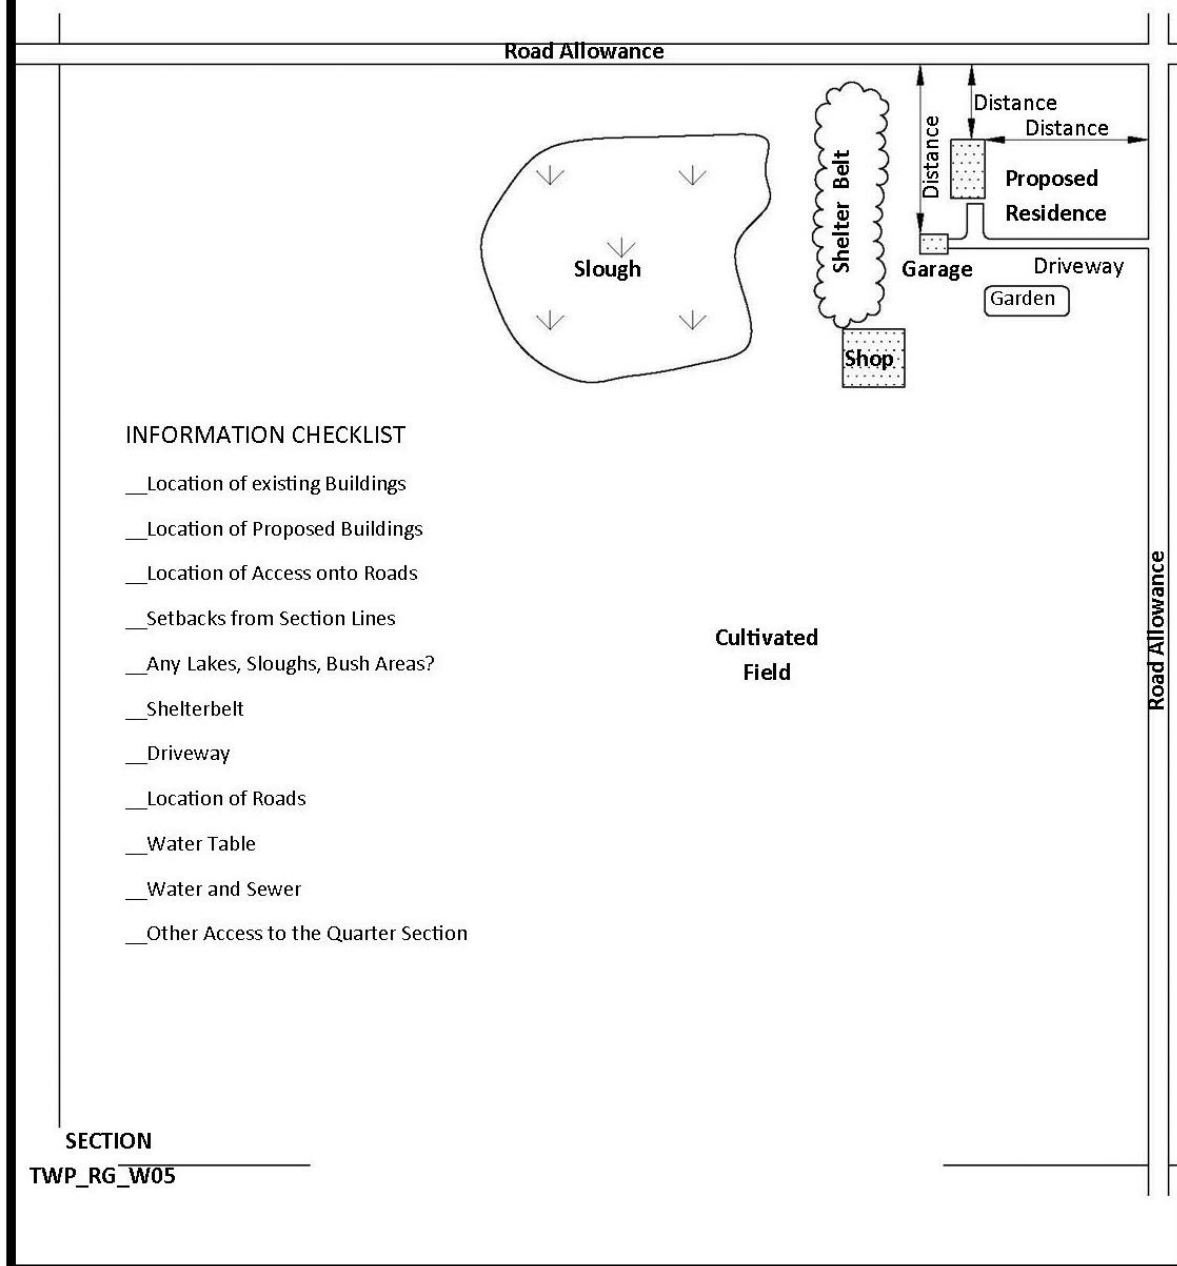 Road Allowance
Distance
Distance
Distance
Proposed
Residence
Shelter Belt
Slough
Garage
Driveway
Garden
Shop
INFORMATION CHECKLIST
__Location of existing Buildings
__Location of Proposed Buildings
__Location of Access onto Roads
__Setbacks from Section Lines
__Any Lakes, Sloughs, Bush Areas?
__Shelterbelt
__Driveway
__Location of Roads
__Water Table
__Water and Sewer
__Other Access to the Quarter Section
Cultivated
Field
Road Allowance
SECTION
TWP_RG_W05